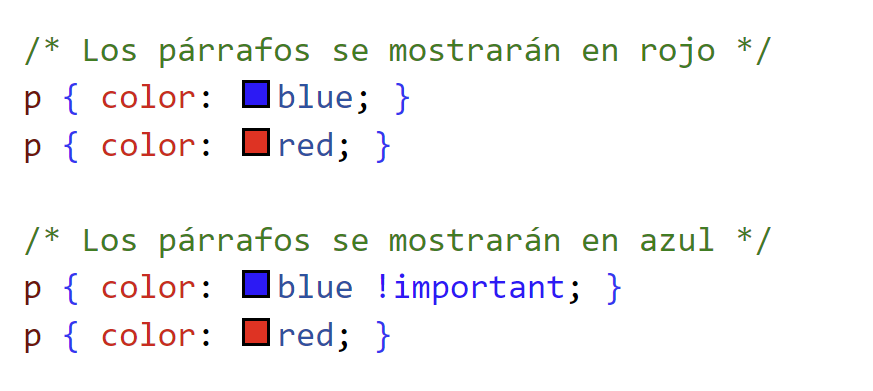 /* Los párrafos se mostrarán en rojo */
p { color: blue; }
p { color: red; }
/* Los párrafos se mostrarán en azul */
p { color: blue !important; }
p { color: red; }